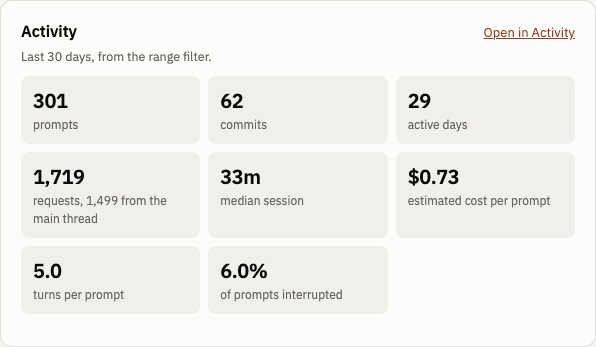 Activity
Open in Activity
Last 30 days, from the range filter.
301
prompts
62
commits
29
active days
1,719
requests, 1,499 from the
main thread
33m
median session
$0.73
estimated cost per prompt
5.0
turns per prompt
6.0%
of prompts interrupted